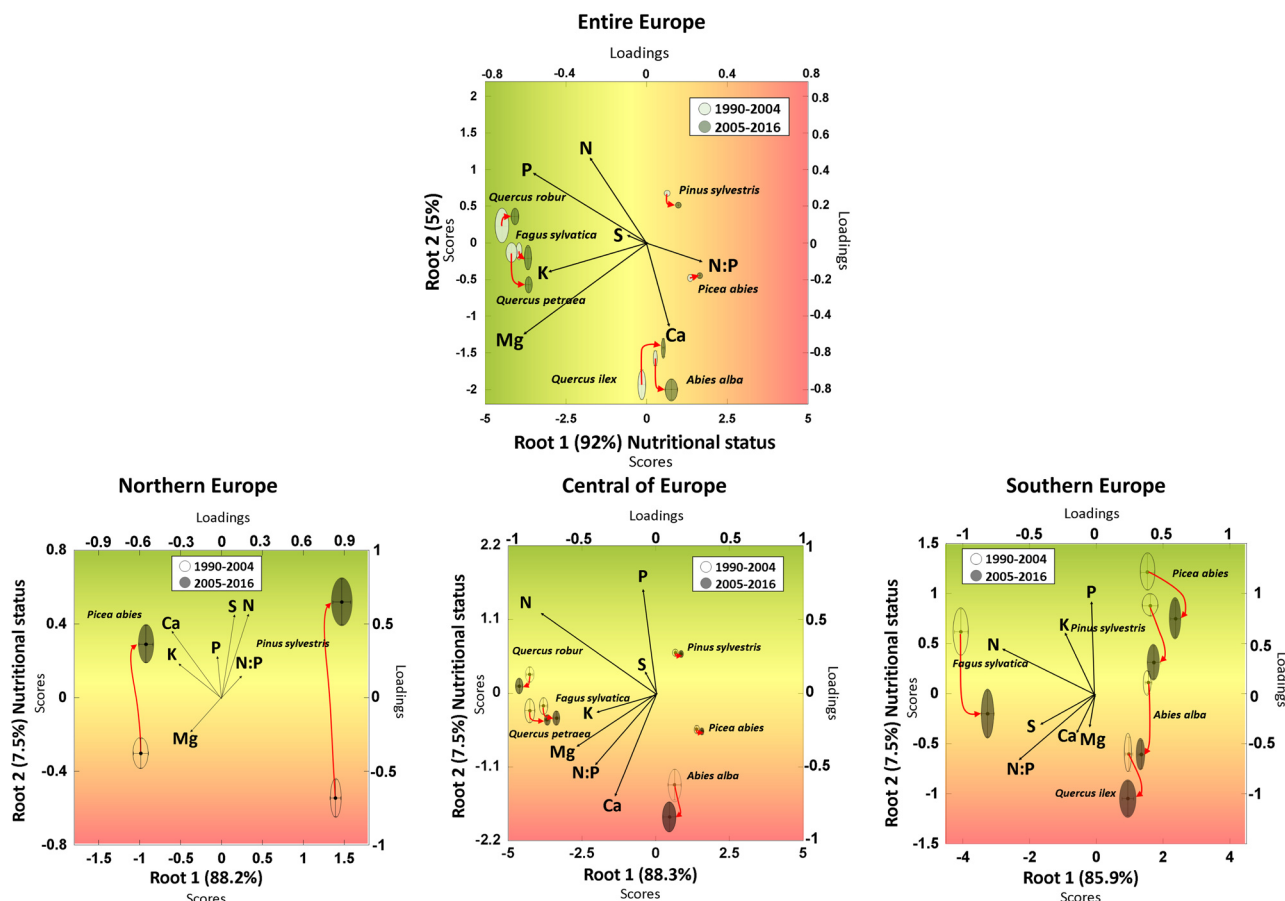 Entire Europe
Loadings
-0.8 -0.4 0 0.4 0.8
1990-2004
2005-2016
2
1.5
1
0.5
0
-0.5
-1
-1.5
-2
Root 2 (5%)
Scores
0.8
0.6
0.4
0.2
0
-0.2
-0.4
-0.6
-0.8
-0.8
Loadings
N
P
Quercus robur
Pinus sylvestris
Fagus sylvatica
S
K
N:P
Picea abies
Quercus petraea
Mg
Ca
Quercus ilex
Abies alba
-5 -2.5 0 2.5 5
Root 1 (92%) Nutritional status
Scores
Northern Europe
Loadings
-0.9 -0.6 -0.3 0 0.3 0.6 0.9
1990-2004
2005-2016
0.8
0.4
0
-0.4
-0.8
Root 2 (7.5%) Nutritional status
Scores
1
0.5
0
-0.5
-1
Loadings
Picea abies
S N
Ca
Pinus sylvestris
K
P
N:P
Mg
-1.5 -1 -0.5 0 0.5 1 1.5
Root 1 (88.2%)
Scores
Central of Europe
Loadings
-1 -0.5 0 0.5 1
1990-2004
2005-2016
2.2
1.1
0
-1.1
-2.2
Root 2 (7.5%) Nutritional status
Scores
1
0.5
0
-0.5
-1
P
N
Quercus robur
Pinus sylvestris
S
Fagus sylvatica
K
Quercus petraea
Picea abies
Mg
N:P
Abies alba
Ca
-5 -2.5 0 2.5 5
Root 1 (88.3%)
Scores
Southern Europe
Loadings
-1 -0.5 0 0.5 1
1990-2004
2005-2016
1.5
1
0.5
0
-0.5
-1
-1.5
Root 2 (7.5%) Nutritional status
Scores
1
0.5
0
-0.5
-1
Loadings
Picea abies
P
K
Pinus sylvestris
N
Fagus sylvatica
Abies alba
S
Ca Mg
N:P
Quercus ilex
-4 -2 0 2 4
Root 1 (85.9%)
Scores